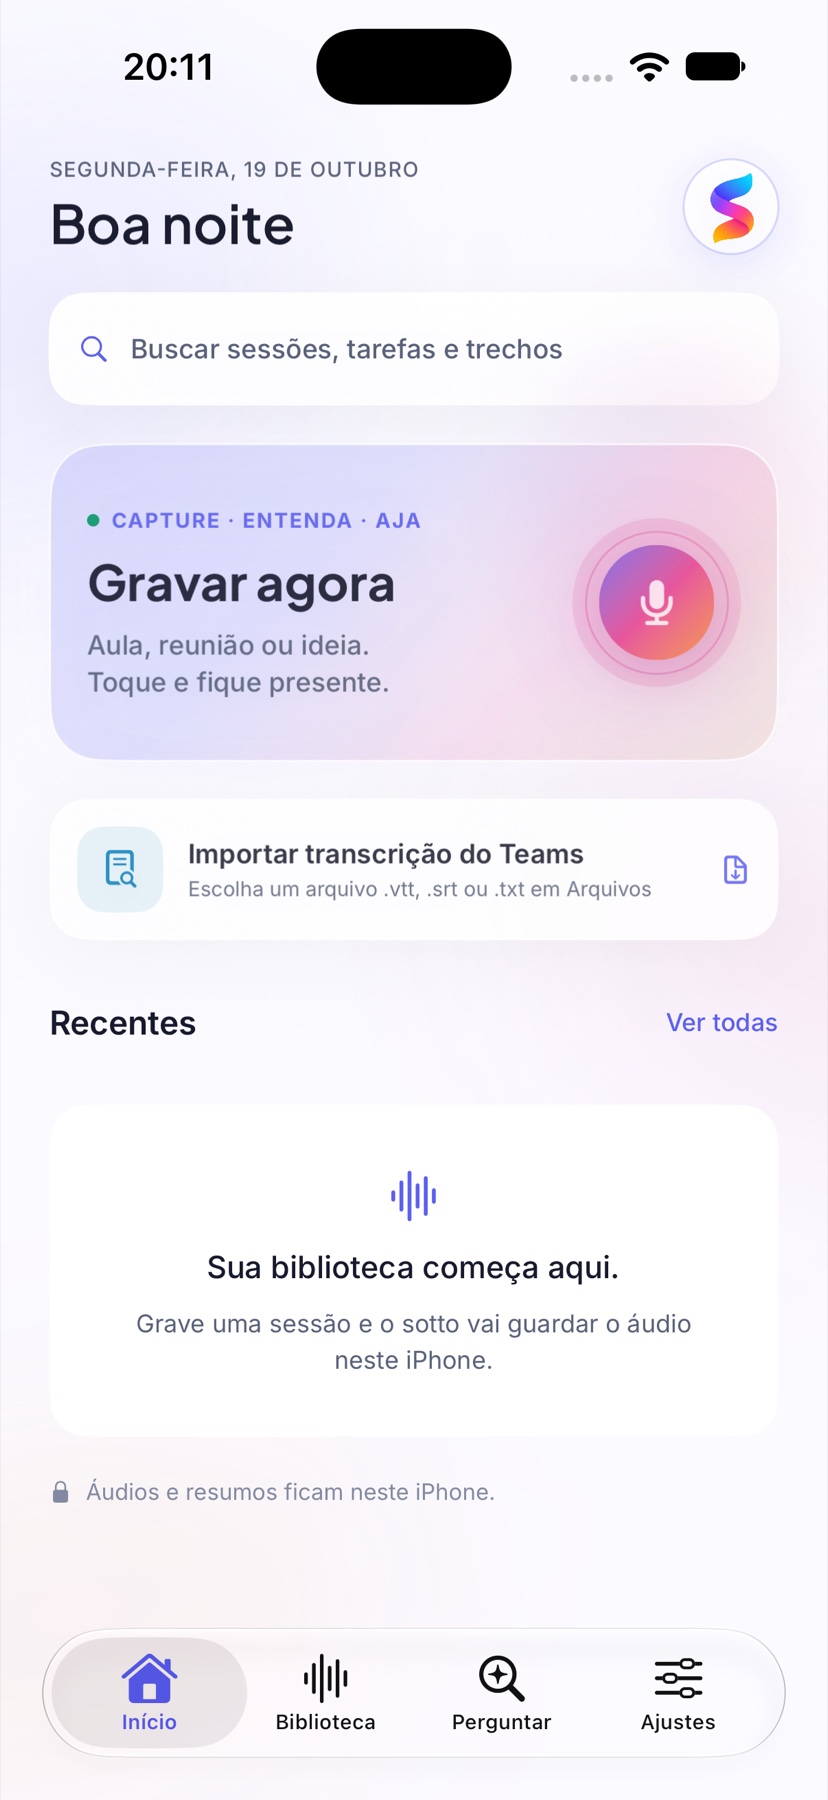 20:11
SEGUNDA-FEIRA, 19 DE OUTUBRO
Boa noite
Buscar sessões, tarefas e trechos
CAPTURE · ENTENDA · AJA
Gravar agora
Aula, reunião ou ideia.
Toque e fique presente.
Importar transcrição do Teams
Escolha um arquivo .vtt, .srt ou .txt em Arquivos
Recentes
Ver todas
Sua biblioteca começa aqui.
Grave uma sessão e o sotto vai guardar o áudio
neste iPhone.
Áudios e resumos ficam neste iPhone.
Início
Biblioteca
Perguntar
Ajustes